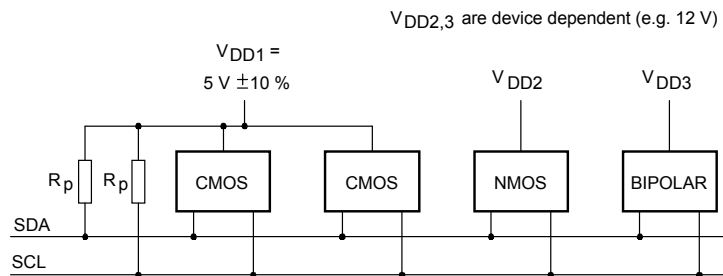 VDD2,3 are device dependent (e.g. 12 V)
VDD1 =
5 V ±10 %
VDD2
VDD3
Rp
Rp
CMOS
CMOS
NMOS
BIPOLAR
SDA
SCL